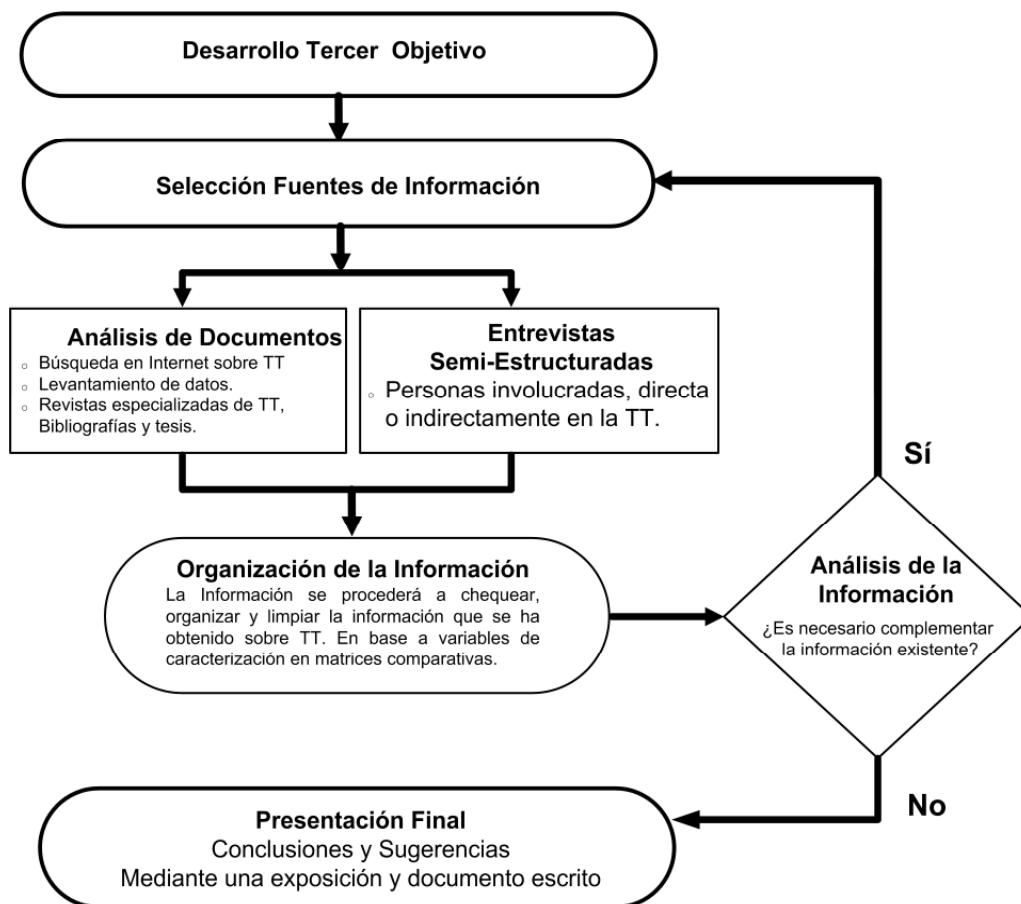 Desarrollo Tercer Objetivo
Selección Fuentes de Información
Análisis de Documentos
○ Búsqueda en Internet sobre TT
○ Levantamiento de datos.
○ Revistas especializadas de TT,
Bibliografías y tesis.
Entrevistas
Semi-Estructuradas
○ Personas involucradas, directa
o indirectamente en la TT.
Sí
Organización de la Información
La Información se procederá a chequear,
organizar y limpiar la información que se ha
obtenido sobre TT. En base a variables de
caracterización en matrices comparativas.
Análisis de la
Información
¿Es necesario complementar
la información existente?
No
Presentación Final
Conclusiones y Sugerencias
Mediante una exposición y documento escrito